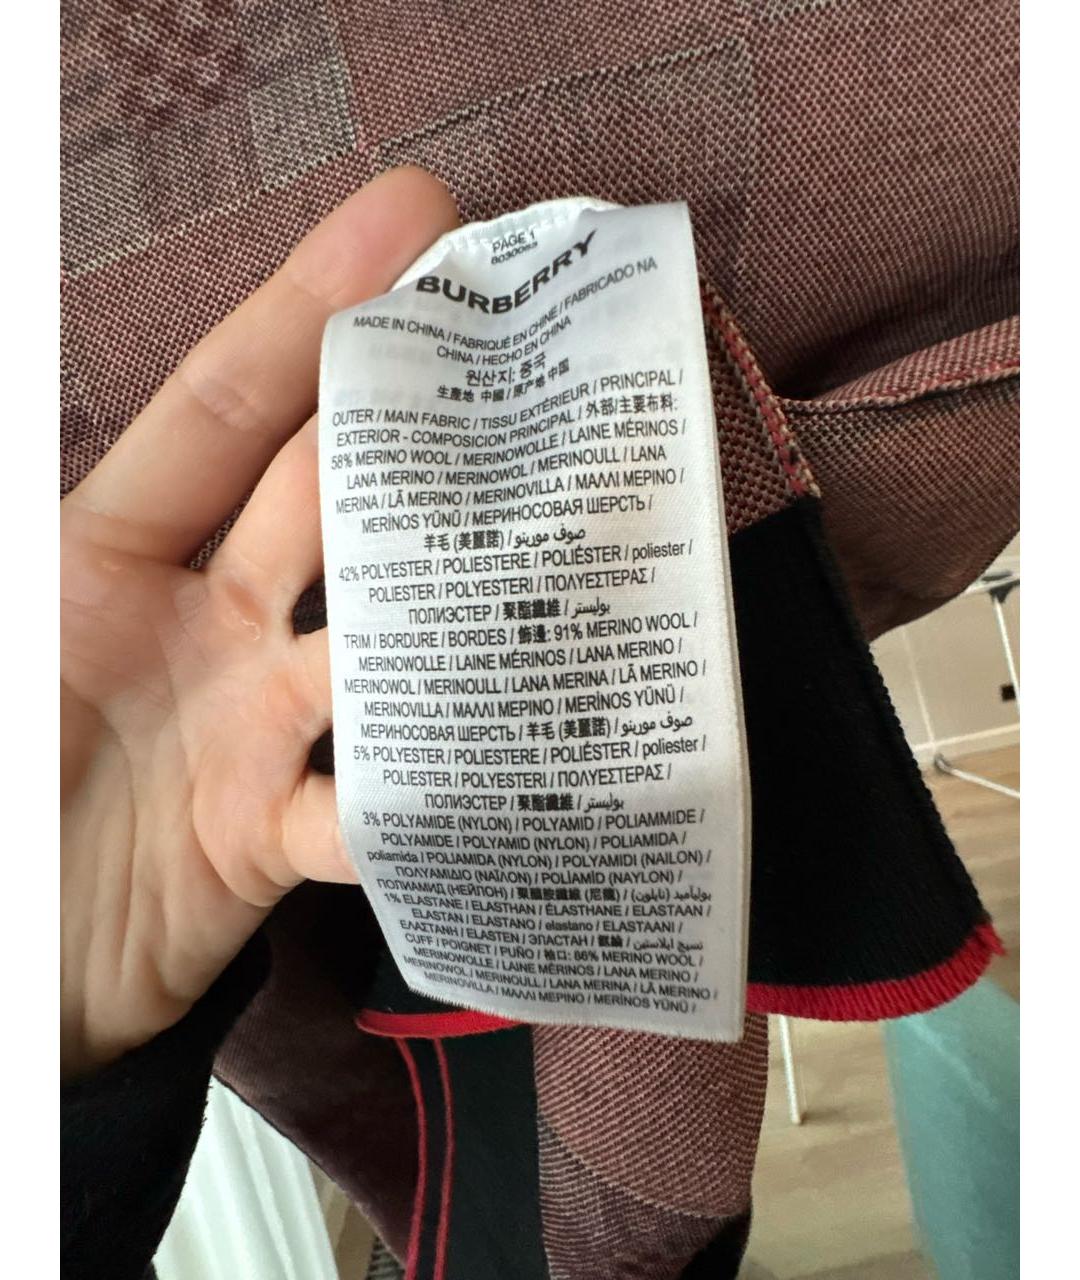 PAGE 1
BURBERRY
MADE IN CHINA / FABRIQUÉ EN CHINE / FABRICADO NA
CHINA / HECHO EN CHINA
원산지: 중국
生產地 中國 / 原产地 中国
OUTER / MAIN FABRIC / TISSU EXTÉRIEUR / PRINCIPAL /
EXTERIOR - COMPOSICION PRINCIPAL / 外部/主要布料:
58% MERINO WOOL / MERINOWOLLE / LAINE MÉRINOS /
LANA MERINO / MERINOWOL / MERINOULL / LANA
MERINA / LÃ MERINO / MERINOVILLA / ΜΑΛΛΙ ΜΕΡΙΝΟ /
MERİNOS YÜNÜ / МЕРИНОСОВАЯ ШЕРСТЬ /
羊毛 (美麗諾) / صوف مورينو
42% POLYESTER / POLIESTERE / POLIÉSTER / poliester /
POLIESTER / POLYESTERI / ΠΟΛΥΕΣΤΕΡΑΣ /
ПОЛИЭСТЕР / 聚酯纖維 / بوليستر
TRIM / BORDURE / BORDES / 飾邊: 91% MERINO WOOL /
MERINOWOLLE / LAINE MÉRINOS / LANA MERINO /
MERINOWOL / MERINOULL / LANA MERINA / LÃ MERINO /
MERINOVILLA / ΜΑΛΛΙ ΜΕΡΙΝΟ / MERİNOS YÜNÜ /
МЕРИНОСОВАЯ ШЕРСТЬ / 羊毛 (美麗諾) / صوف مورينو
5% POLYESTER / POLIESTERE / POLIÉSTER / poliester /
POLIESTER / POLYESTERI / ΠΟΛΥΕΣΤΕΡΑΣ /
ПОЛИЭСТЕР / 聚酯纖維 / بوليستر
3% POLYAMIDE (NYLON) / POLYAMID / POLIAMMIDE /
POLYAMIDE / POLYAMID (NYLON) / POLIAMIDA /
poliamida / POLIAMIDA (NYLON) / POLYAMIDI (NAILON) /
ΠΟΛΥΑΜΙΔΙΟ (ΝΑΪΛΟΝ) / POLİAMİD (NAYLON) /
ПОЛИАМИД (НЕЙЛОН) / 聚醯胺纖維 (尼龍) / بولياميد (نايلون)
1% ELASTANE / ELASTHAN / ÉLASTHANE / ELASTAAN /
ELASTAN / ELASTANO / elastano / ELASTAANI /
ΕΛΑΣΤΑΝΗ / ELASTEN / ЭЛАСТАН / نسيج ايلاستين
CUFF / POIGNET / PUÑO / 袖口: 86% MERINO WOOL /
MERINOWOLLE / LAINE MÉRINOS / LANA MERINO /
MERINOWOL / MERINOULL / LANA MERINA / LÃ MERINO /
MERINOVILLA / ΜΑΛΛΙ ΜΕΡΙΝΟ / MERİNOS YÜNÜ /